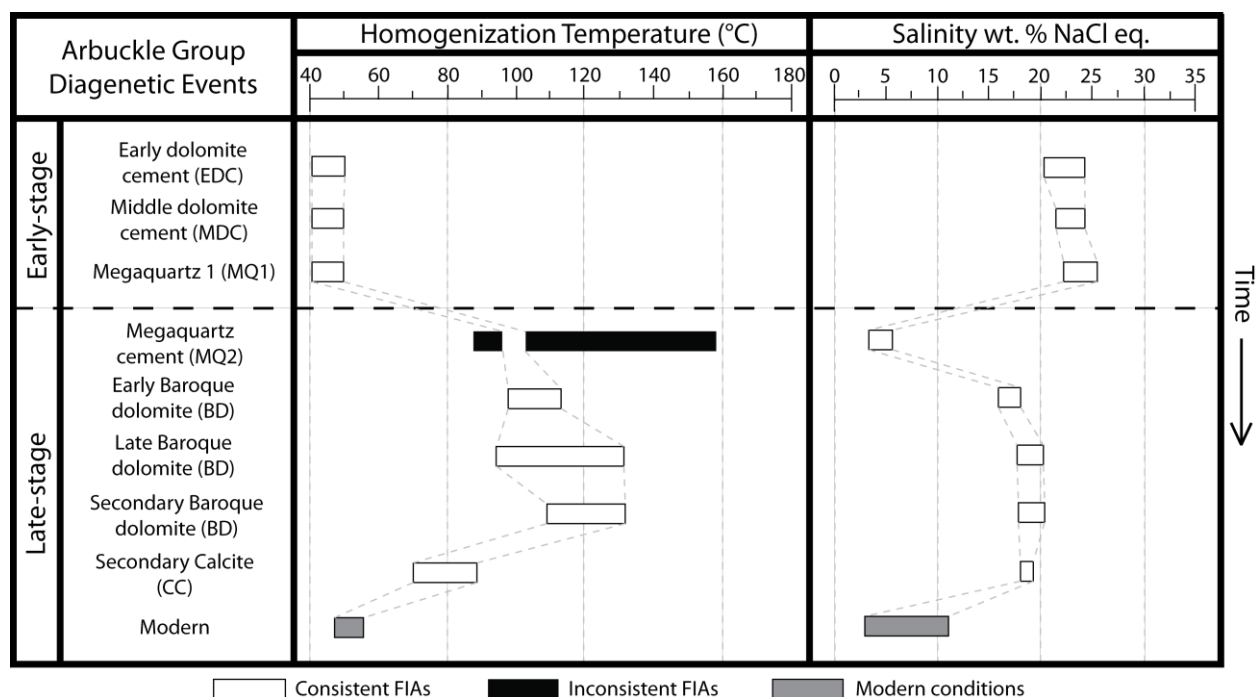 Arbuckle Group
Diagenetic Events
Homogenization Temperature (°C)
40 60 80 100 120 140 160 180
Salinity wt. % NaCl eq.
0 5 10 15 20 25 30 35
Early-stage
Early dolomite
cement (EDC)
Middle dolomite
cement (MDC)
Megaquartz 1 (MQ1)
Late-stage
Megaquartz
cement (MQ2)
Early Baroque
dolomite (BD)
Late Baroque
dolomite (BD)
Secondary Baroque
dolomite (BD)
Secondary Calcite
(CC)
Modern
Time
Consistent FIAs
Inconsistent FIAs
Modern conditions